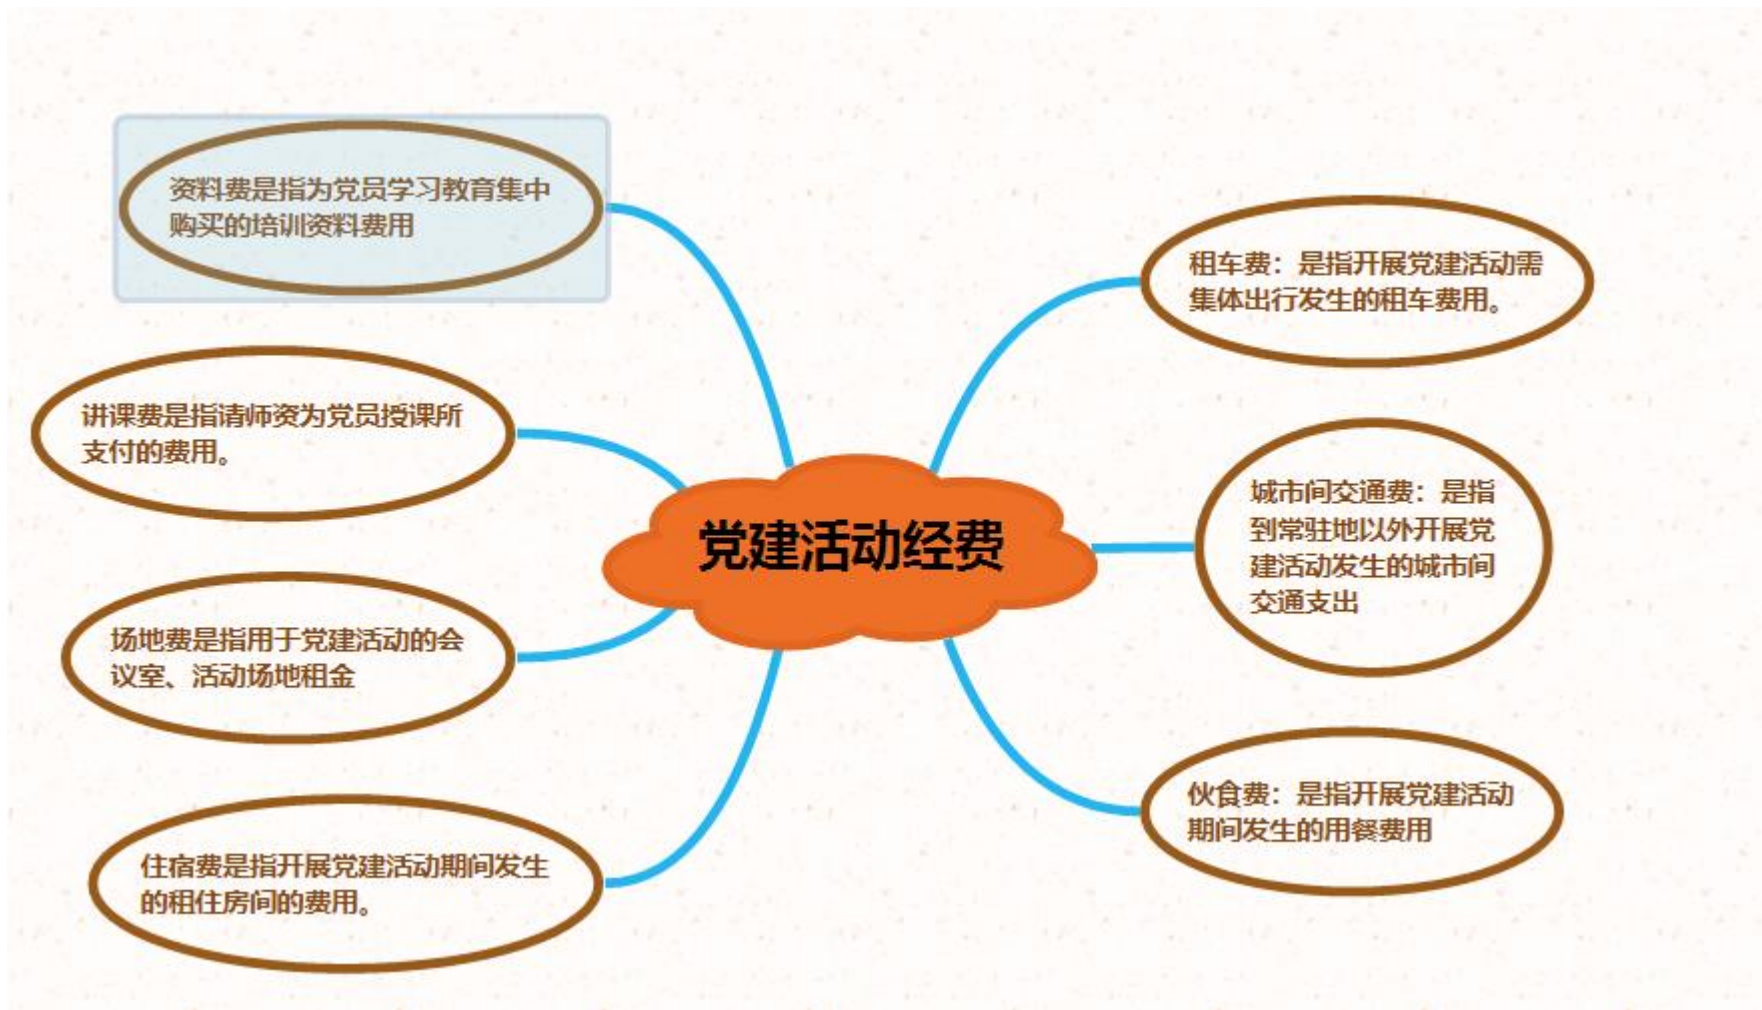 资料费是指为党员学习教育集中
购买的培训资料费用
讲课费是指请师资为党员授课所
支付的费用。
场地费是指用于党建活动的会
议室、活动场地租金
住宿费是指开展党建活动期间发生
的租住房间的费用。
党建活动经费
租车费：是指开展党建活动需
集体出行发生的租车费用。
城市间交通费：是指
到常驻地以外开展党
建活动发生的城市间
交通支出
伙食费：是指开展党建活动
期间发生的用餐费用